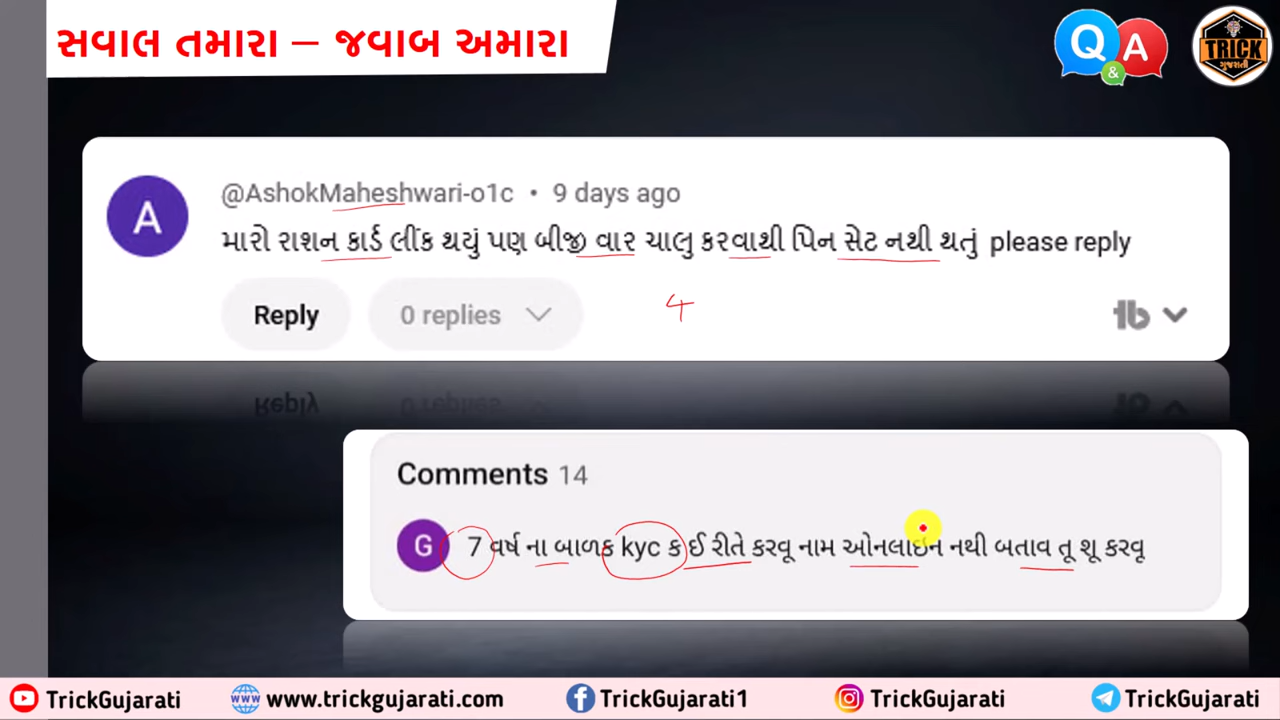 સવાલ તમારા – જવાબ અમારા
Q & A
TRICK
ગુજરાતી
A
@AshokMaheshwari-o1c • 9 days ago
મારો રાશન કાર્ડ લીંક થયું પણ બીજી વાર ચાલુ કરવાથી પિન સેટ નથી થતું please reply
Reply
0 replies
4
Comments 14
G
7 વર્ષ ના બાળક kyc ક ઈ રીતે કરવૂ નામ ઓનલાઇન નથી બતાવ તૂ શૂ કરવૂ
TrickGujarati
www.trickgujarati.com
TrickGujarati1
TrickGujarati
TrickGujarati